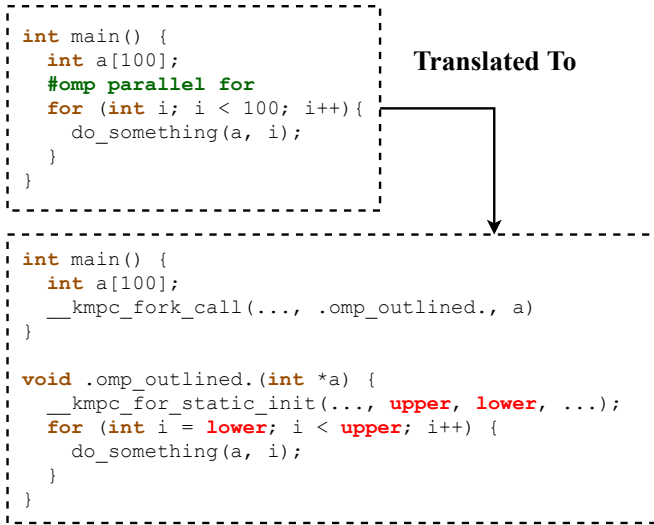 int main() {
  int a[100];
  #omp parallel for
  for (int i; i < 100; i++){
    do_something(a, i);
  }
}
Translated To
int main() {
  int a[100];
  __kmpc_fork_call(..., .omp_outlined., a)
}
void .omp_outlined.(int *a) {
  __kmpc_for_static_init(..., upper, lower, ...);
  for (int i = lower; i < upper; i++) {
    do_something(a, i);
  }
}